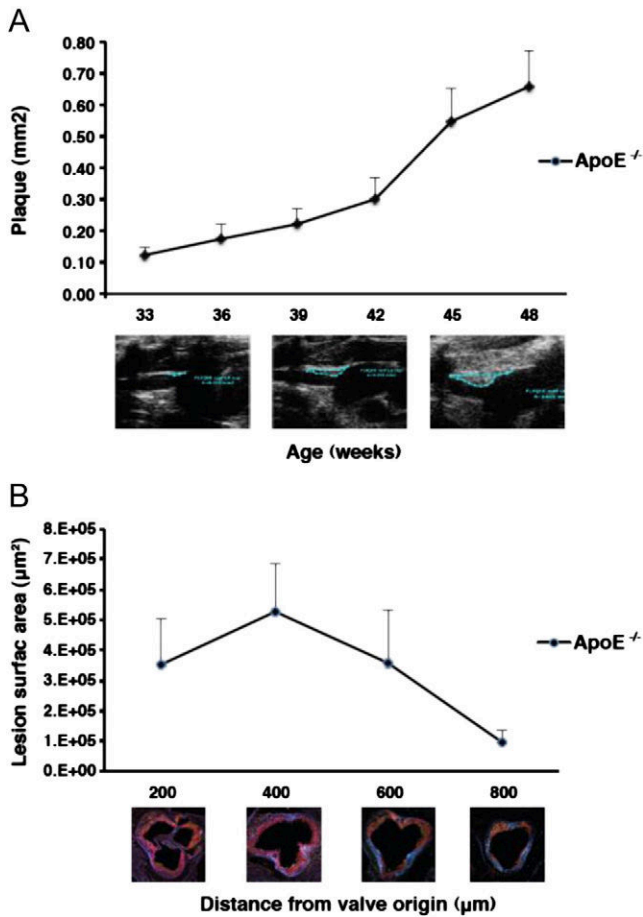 A
Plaque (mm2)
0.80
0.70
0.60
0.50
0.40
0.30
0.20
0.10
0.00
33 36 39 42 45 48
ApoE -/-
Age (weeks)
B
Lesion surfac area (µm²)
8.E+05
7.E+05
6.E+05
5.E+05
4.E+05
3.E+05
2.E+05
1.E+05
0.E+00
200 400 600 800
ApoE -/-
Distance from valve origin (µm)